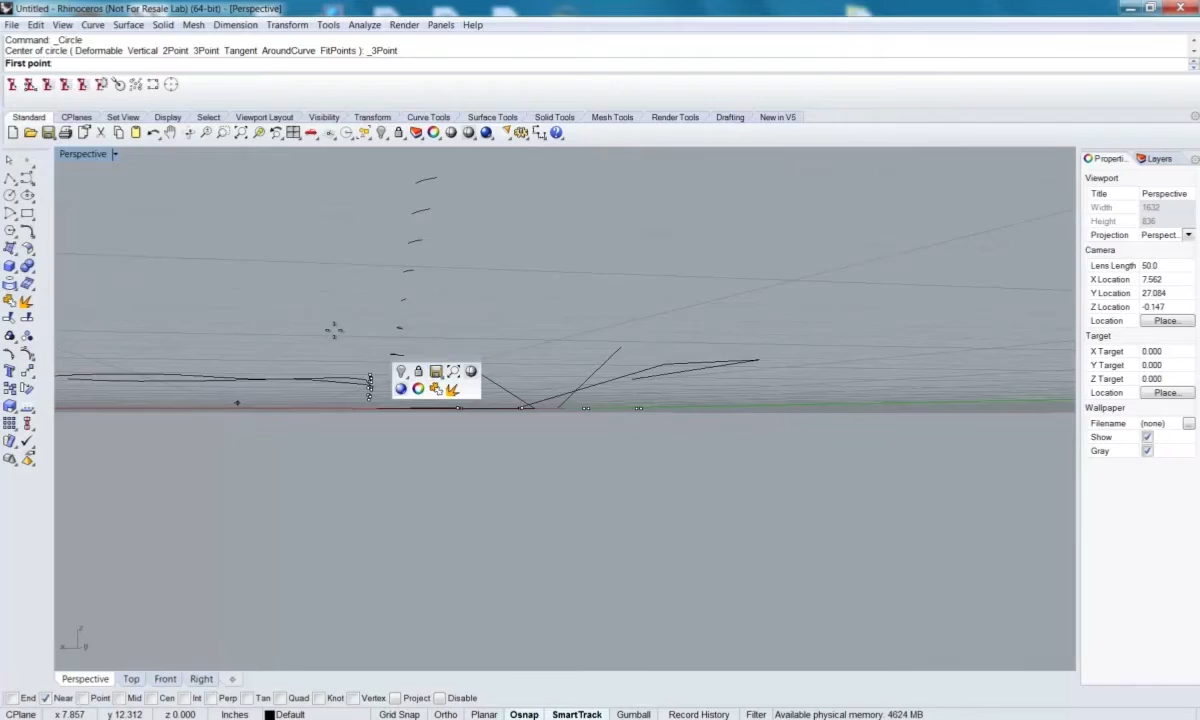 Untitled - Rhinoceros (Not For Resale Lab) (64-bit) - [Perspective]
File Edit View Curve Surface Solid Mesh Dimension Transform Tools Analyze Render Panels Help
Command: _Circle
Center of circle ( Deformable Vertical 2Point 3Point Tangent AroundCurve FitPoints ): _3Point
First point:
Standard CPlanes Set View Display Select Viewport Layout Visibility Transform Curve Tools Surface Tools Solid Tools Mesh Tools Render Tools Drafting New in V5
Perspective
Properti... Layers
Viewport
Title Perspective
Width 1632
Height 836
Projection Perspect...
Camera
Lens Length 50.0
X Location 7.562
Y Location 27.084
Z Location -0.147
Location Place...
Target
X Target 0.000
Y Target 0.000
Z Target 0.000
Location Place...
Wallpaper
Filename (none) ...
Show
Gray
z
x y
Perspective Top Front Right
End Near Point Mid Cen Int Perp Tan Quad Knot Vertex Project Disable
CPlane x 7.857 y 12.312 z 0.000 Inches Default Grid Snap Ortho Planar Osnap SmartTrack Gumball Record History Filter Available physical memory: 4624 MB